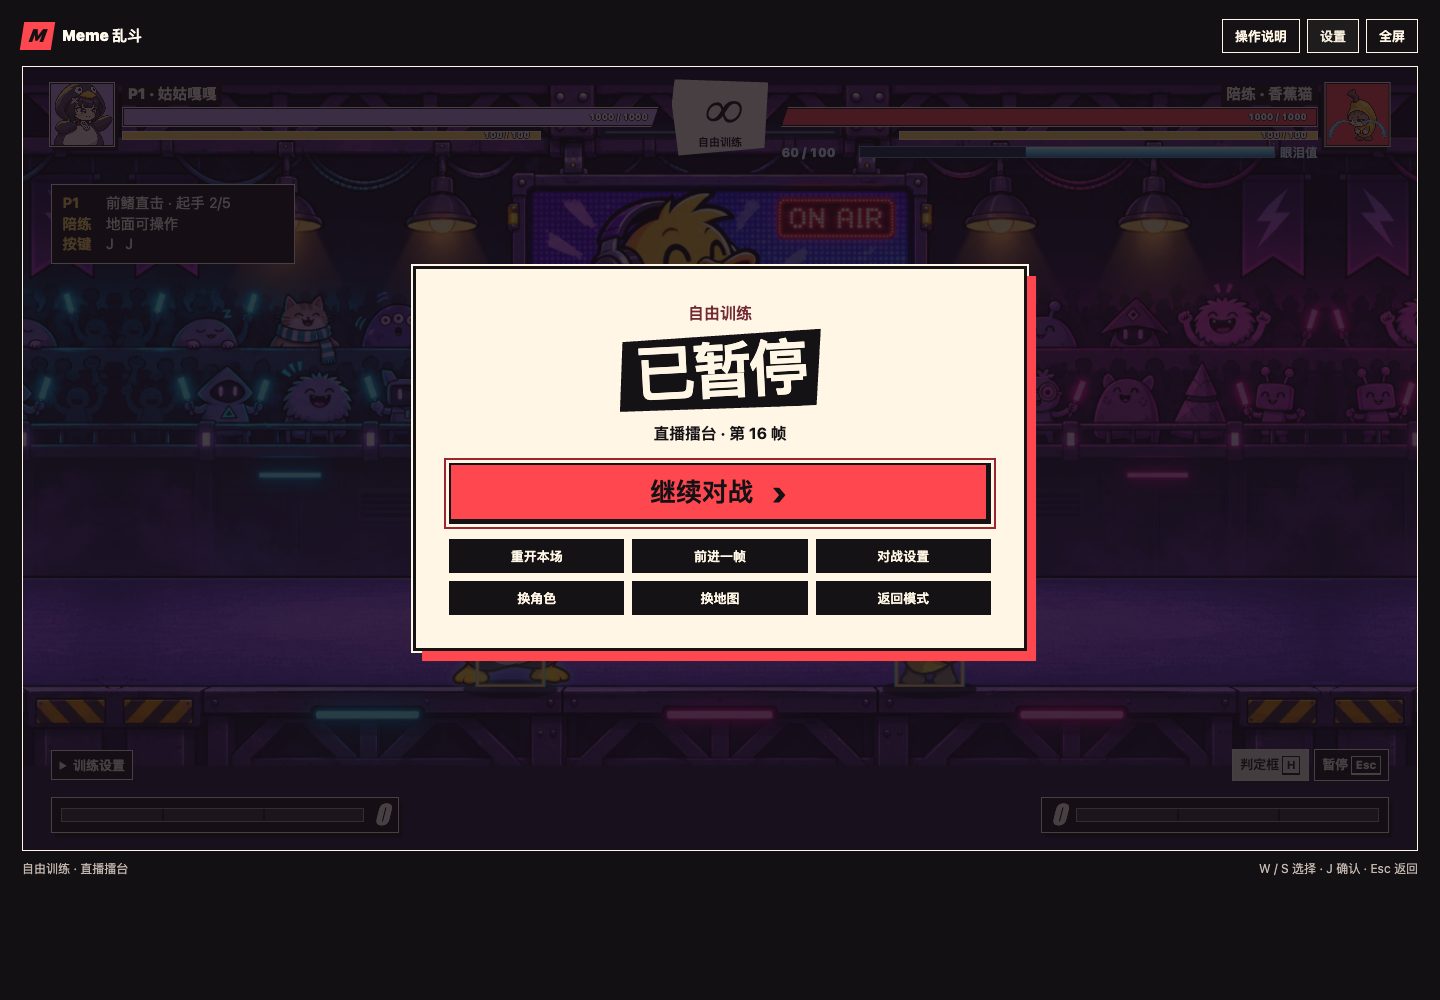 M Meme 乱斗
操作说明 设置 全屏
P1 · 姑姑嘎嘎
1000 / 1000
100 / 100
∞
自由训练
陪练 · 香蕉猫
1000 / 1000
100 / 100
60 / 100
眼泪值
P1 前鳍直击 · 起手 2/5
陪练 地面可操作
按键 J J
ON AIR
自由训练
已暂停
直播擂台 · 第 16 帧
继续对战 ›
重开本场 前进一帧 对战设置
换角色 换地图 返回模式
▶ 训练设置
判定框 H 暂停 Esc
0
0
自由训练 · 直播擂台
W / S 选择 · J 确认 · Esc 返回